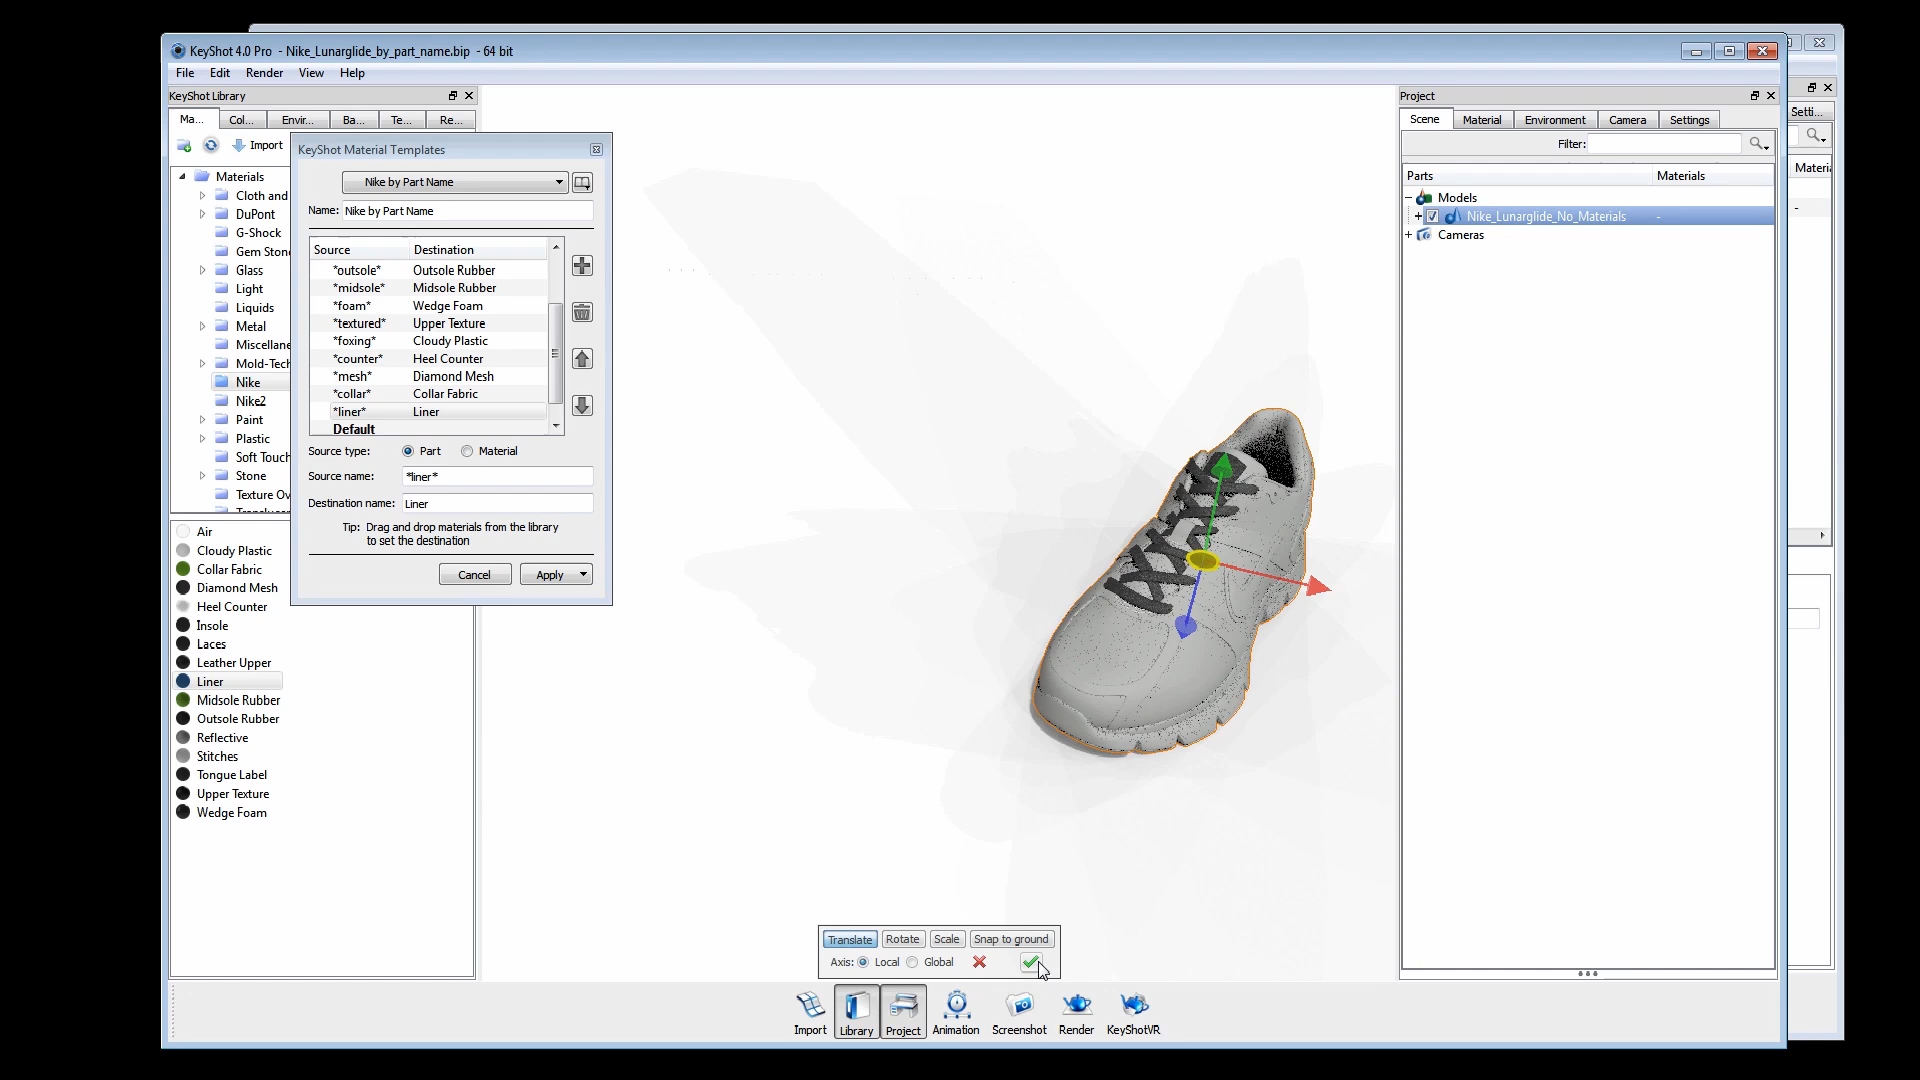 KeyShot 4.0 Pro - Nike_Lunarglide_by_part_name.bip - 64 bit
File Edit Render View Help
KeyShot Library
Ma... Col... Envir... Ba... Te... Re...
Import
Materials
Cloth and
DuPont
G-Shock
Gem Stone
Glass
Light
Liquids
Metal
Miscellane
Mold-Tech
Nike
Nike2
Paint
Plastic
Soft Touch
Stone
Texture Ov
Air
Cloudy Plastic
Collar Fabric
Diamond Mesh
Heel Counter
Insole
Laces
Leather Upper
Liner
Midsole Rubber
Outsole Rubber
Reflective
Stitches
Tongue Label
Upper Texture
Wedge Foam
KeyShot Material Templates
Nike by Part Name
Name: Nike by Part Name
Source Destination
*outsole* Outsole Rubber
*midsole* Midsole Rubber
*foam* Wedge Foam
*textured* Upper Texture
*foxing* Cloudy Plastic
*counter* Heel Counter
*mesh* Diamond Mesh
*collar* Collar Fabric
*liner* Liner
Default
Source type: Part Material
Source name: *liner*
Destination name: Liner
Tip: Drag and drop materials from the library
to set the destination
Cancel Apply
Translate Rotate Scale Snap to ground
Axis: Local Global
Import Library Project Animation Screenshot Render KeyShotVR
Project
Scene Material Environment Camera Settings
Filter:
Parts Materials
Models
Nike_Lunarglide_No_Materials -
Cameras
Setti...
Materi
-